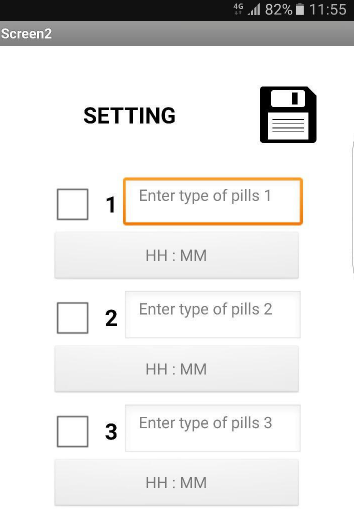 4G 82% 11:55
Screen2
SETTING
1 Enter type of pills 1
HH : MM
2 Enter type of pills 2
HH : MM
3 Enter type of pills 3
HH : MM